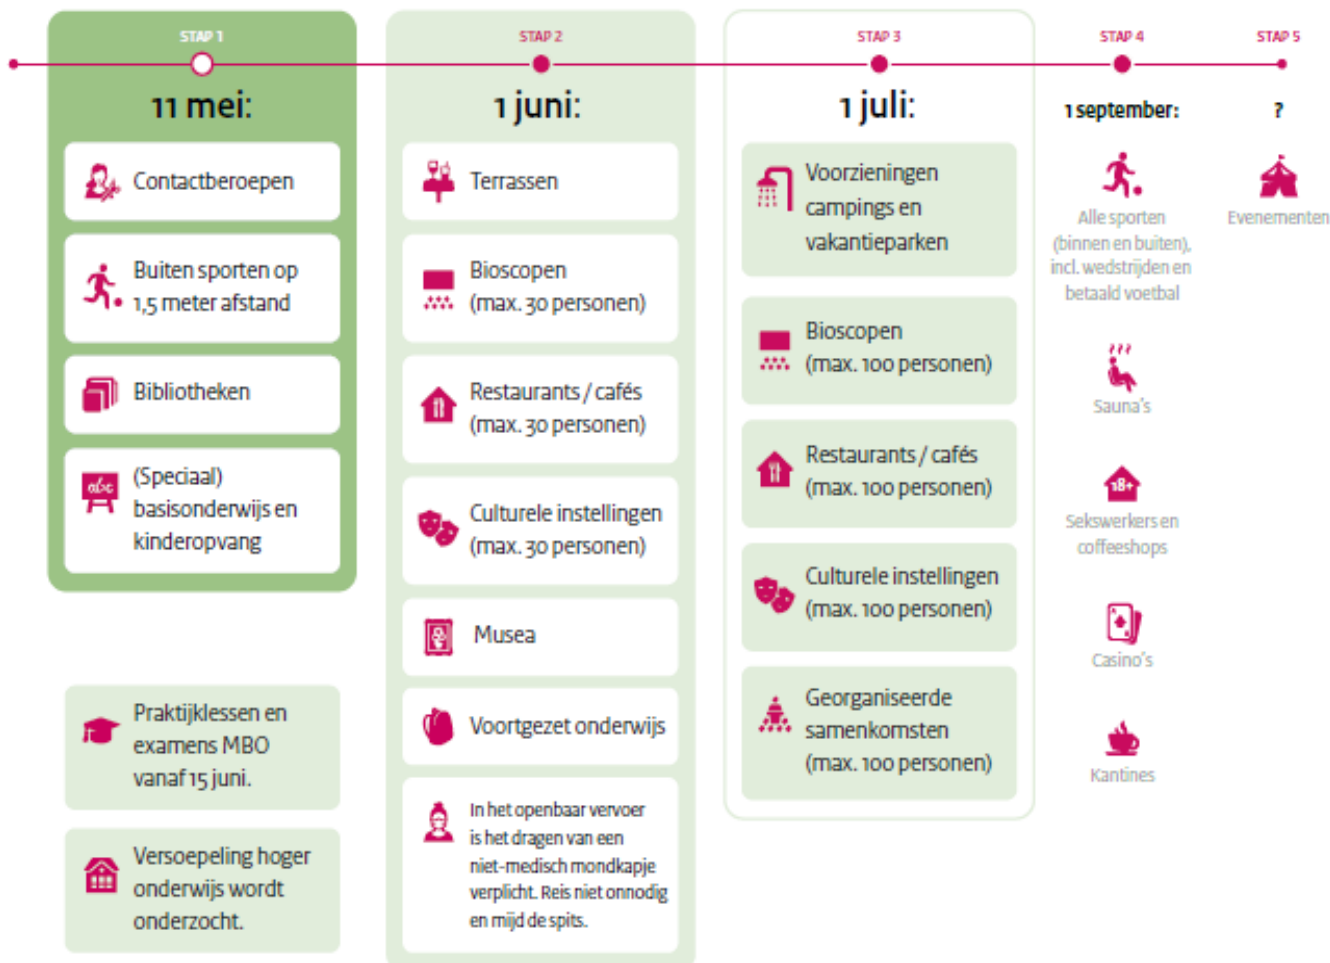 STAP 1
11 mei:
Contactberoepen
Buiten sporten op
1,5 meter afstand
Bibliotheken
abc
(Speciaal)
basisonderwijs en
kinderopvang
Praktijklessen en
examens MBO
vanaf 15 juni.
Versoepeling hoger
onderwijs wordt
onderzocht.
STAP 2
1 juni:
Terrassen
Bioscopen
(max. 30 personen)
Restaurants / cafés
(max. 30 personen)
Culturele instellingen
(max. 30 personen)
Musea
Voortgezet onderwijs
In het openbaar vervoer
is het dragen van een
niet-medisch mondkapje
verplicht. Reis niet onnodig
en mijd de spits.
STAP 3
1 juli:
Voorzieningen
campings en
vakantieparken
Bioscopen
(max. 100 personen)
Restaurants / cafés
(max. 100 personen)
Culturele instellingen
(max. 100 personen)
Georganiseerde
samenkomsten
(max. 100 personen)
STAP 4
1 september:
Alle sporten
(binnen en buiten),
incl. wedstrijden en
betaald voetbal
Sauna's
18+
Sekswerkers en
coffeeshops
Casino's
Kantines
STAP 5
?
Evenementen